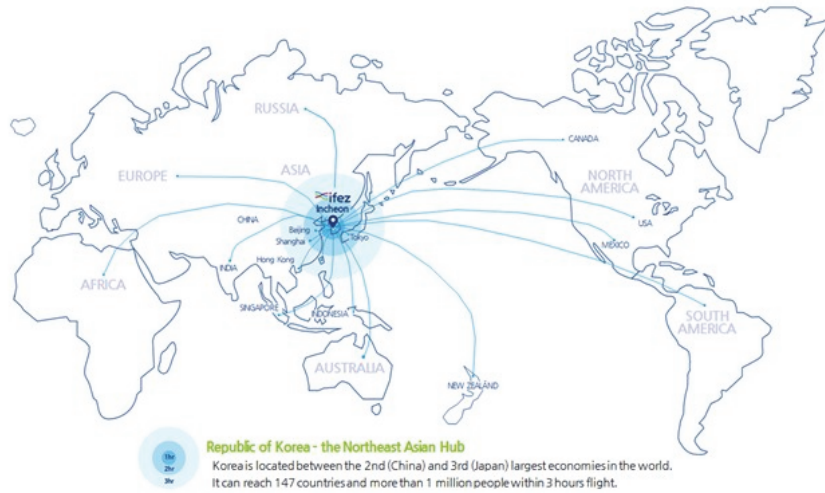 RUSSIA
CANADA
ASIA
EUROPE
NORTH
AMERICA
ifez
Incheon
CHINA
USA
Beijing
Tokyo
Shanghai
MEXICO
Hong Kong
INDIA
AFRICA
SINGAPORE
INDONESIA
SOUTH
AMERICA
AUSTRALIA
NEW ZEALAND
Republic of Korea - the Northeast Asian Hub
1hr
Korea is located between the 2nd (China) and 3rd (Japan) largest economies in the world.
2hr
3hr
It can reach 147 countries and more than 1 million people within 3 hours flight.